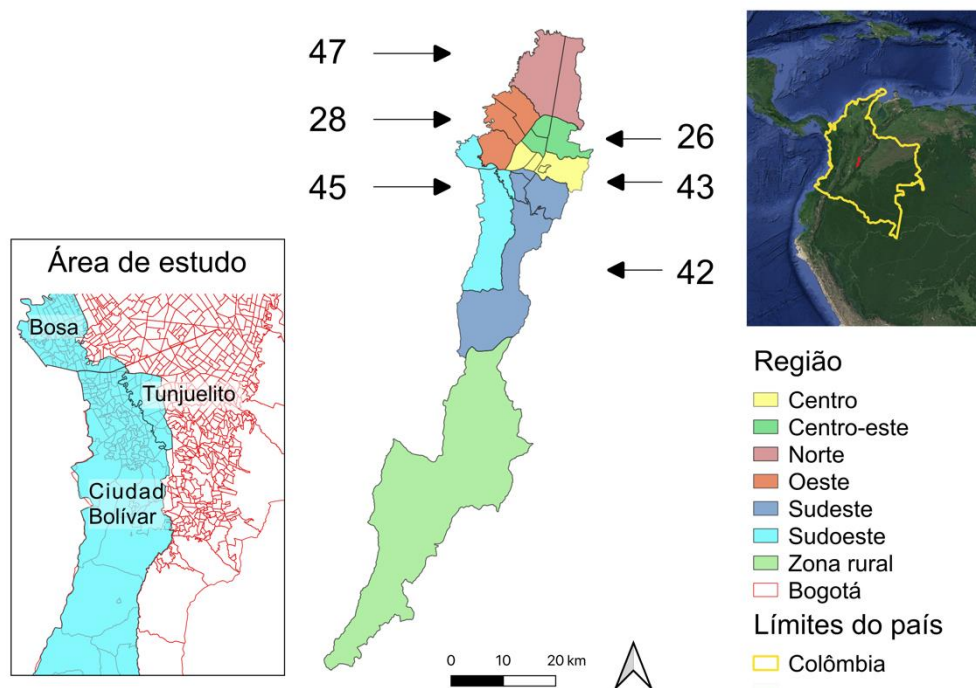 47
28
45
26
43
42
Área de estudo
Bosa
Tunjuelito
Ciudad
Bolívar
0 10 20 km
Região
Centro
Centro-este
Norte
Oeste
Sudeste
Sudoeste
Zona rural
Bogotá
Límites do país
Colômbia